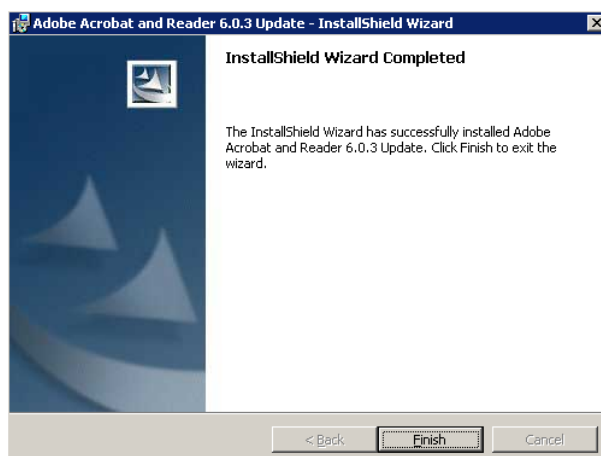 Adobe Acrobat and Reader 6.0.3 Update - InstallShield Wizard
InstallShield Wizard Completed
The InstallShield Wizard has successfully installed Adobe
Acrobat and Reader 6.0.3 Update. Click Finish to exit the
wizard.
< Back Finish Cancel